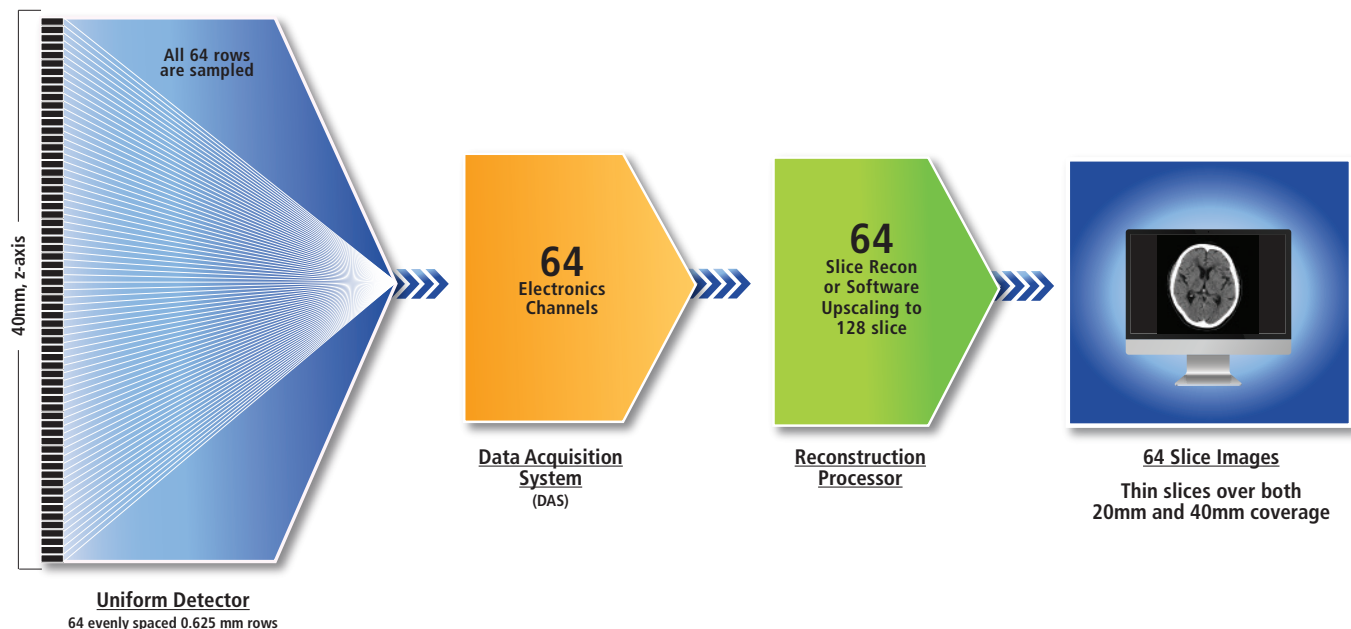 40mm, z-axis
All 64 rows
are sampled
Uniform Detector
64 evenly spaced 0.625 mm rows
64
Electronics
Channels
Data Acquisition
System
(DAS)
64
Slice Recon
or Software
Upscaling to
128 slice
Reconstruction
Processor
64 Slice Images
Thin slices over both
20mm and 40mm coverage